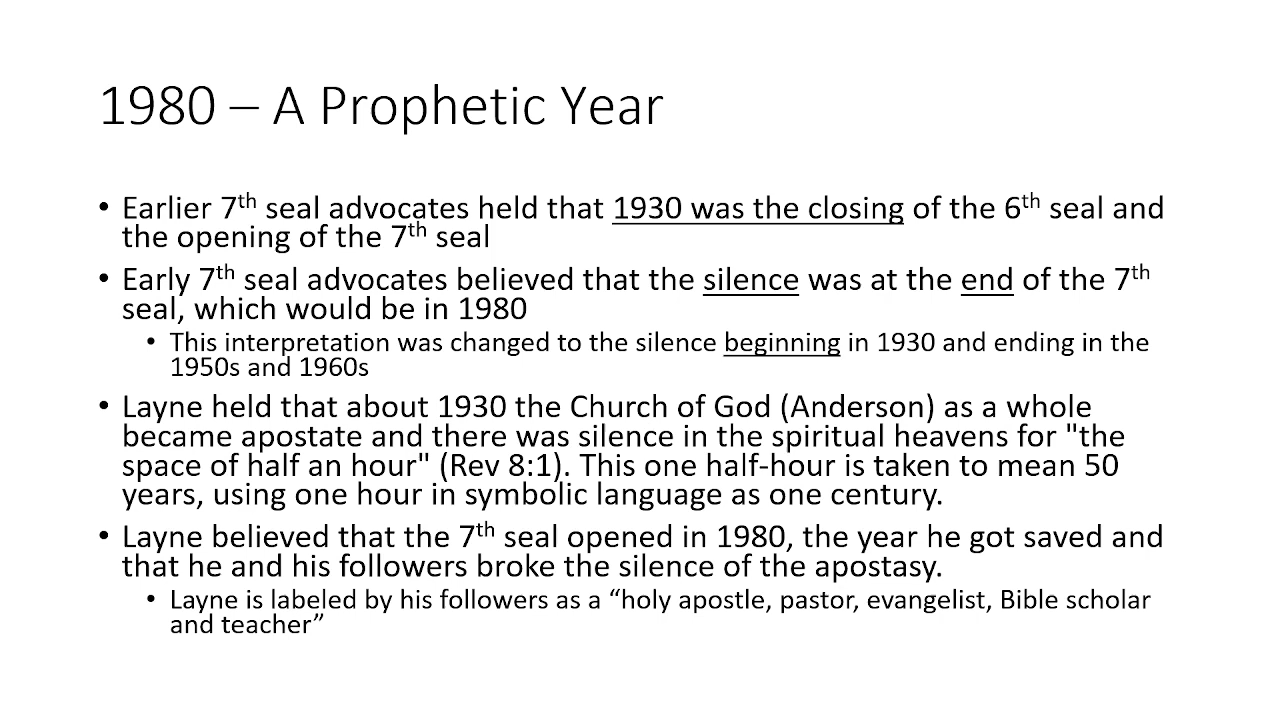 1980 – A Prophetic Year
• Earlier 7th seal advocates held that 1930 was the closing of the 6th seal and
the opening of the 7th seal
• Early 7th seal advocates believed that the silence was at the end of the 7th
seal, which would be in 1980
• This interpretation was changed to the silence beginning in 1930 and ending in the
1950s and 1960s
• Layne held that about 1930 the Church of God (Anderson) as a whole
became apostate and there was silence in the spiritual heavens for "the
space of half an hour" (Rev 8:1). This one half-hour is taken to mean 50
years, using one hour in symbolic language as one century.
• Layne believed that the 7th seal opened in 1980, the year he got saved and
that he and his followers broke the silence of the apostasy.
• Layne is labeled by his followers as a “holy apostle, pastor, evangelist, Bible scholar
and teacher”